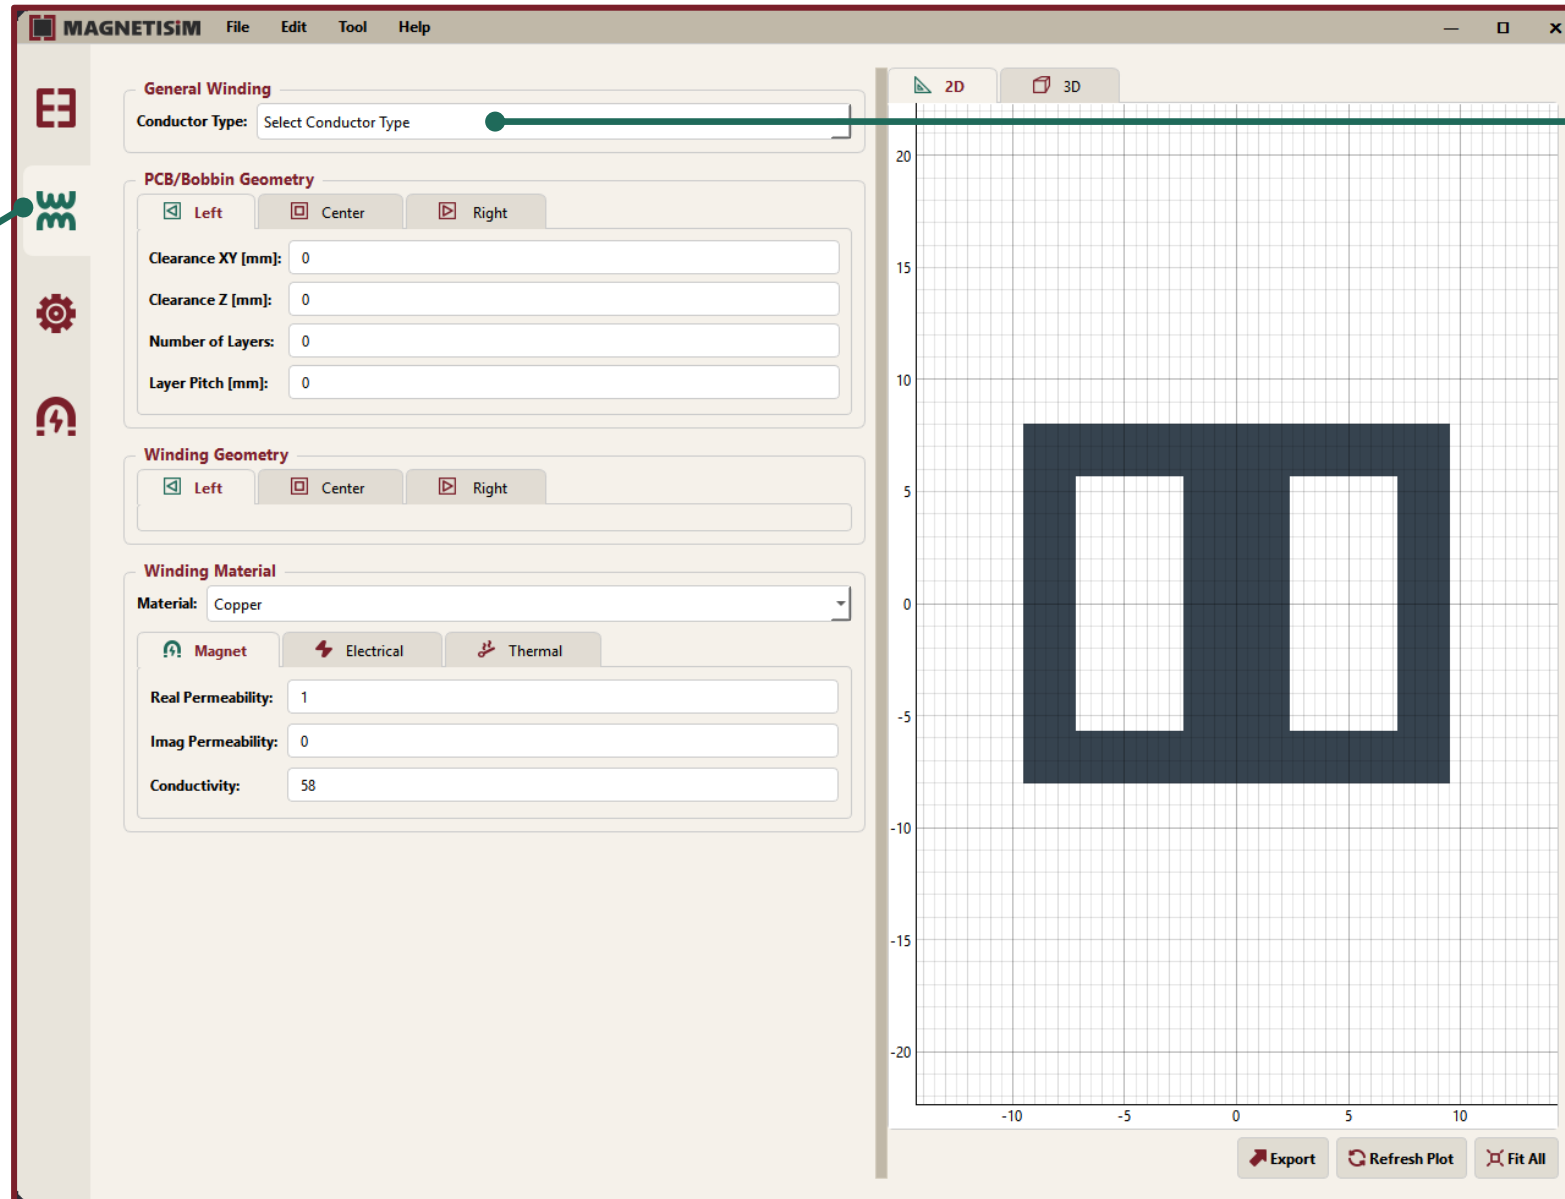 MAGNETISiM File Edit Tool Help
General Winding
Conductor Type: Select Conductor Type
PCB/Bobbin Geometry
Left Center Right
Clearance XY [mm]: 0
Clearance Z [mm]: 0
Number of Layers: 0
Layer Pitch [mm]: 0
Winding Geometry
Left Center Right
Winding Material
Material: Copper
Magnet Electrical Thermal
Real Permeability: 1
Imag Permeability: 0
Conductivity: 58
2D 3D
20
15
10
5
0
-5
-10
-15
-20
-10 -5 0 5 10
Export Refresh Plot Fit All